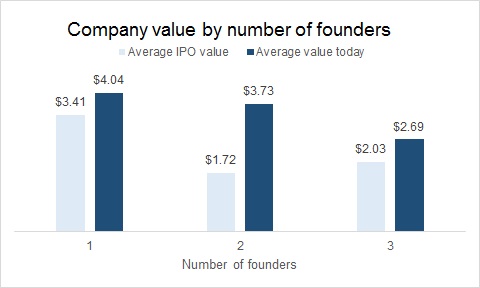 Company value by number of founders
Average IPO value Average value today
$3.41 $4.04 $1.72 $3.73 $2.03 $2.69
1 2 3
Number of founders